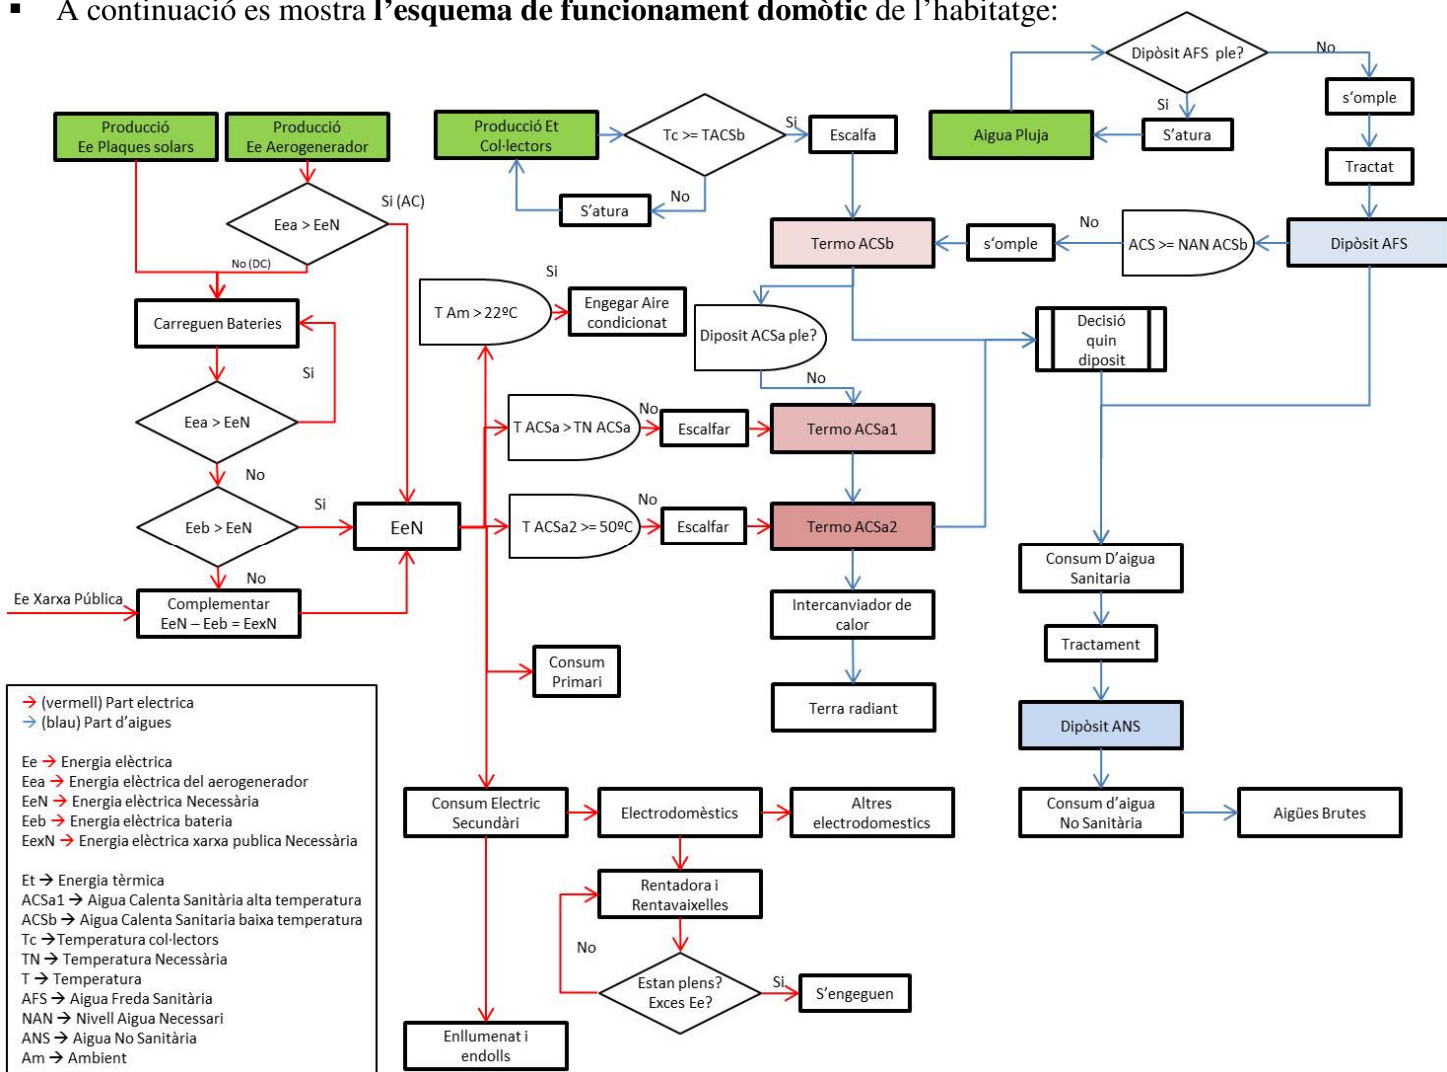 ▪ A continuació es mostra l'esquema de funcionament domòtic de l'habitatge:
Dipòsit AFS ple?
No
s'omple
Si
Aigua Pluja
S'atura
Tractat
Producció
Ee Plaques solars
Producció
Ee Aerogenerador
Producció Et
Col·lectors
Tc >= TACSb
Si
Escalfa
No
S'atura
Eea > EeN
Si (AC)
No (DC)
Termo ACSb
s'omple
No
ACS >= NAN ACSb
Dipòsit AFS
Carreguen Bateries
Si
T Am > 22ºC
Si
Engegar Aire
condicionat
Diposit ACSa ple?
No
Decisió
quin
diposit
Eea > EeN
No
T ACSa > TN ACSa
No
Escalfar
Termo ACSa1
Eeb > EeN
Si
EeN
T ACSa2 >= 50ºC
No
Escalfar
Termo ACSa2
No
Ee Xarxa Pública
Complementar
EeN – Eeb = EexN
Intercanviador de
calor
Consum D'aigua
Sanitaria
Consum
Primari
Terra radiant
Tractament
Dipòsit ANS
Consum Electric
Secundàri
Electrodomèstics
Altres
electrodomestics
Consum d'aigua
No Sanitària
Aigües Brutes
Rentadora i
Rentavaixelles
No
Estan plens?
Exces Ee?
Si
S'engeguen
Enllumenat i
endolls
→ (vermell) Part electrica
→ (blau) Part d'aigues
Ee → Energia elèctrica
Eea → Energia elèctrica del aerogenerador
EeN → Energia elèctrica Necessària
Eeb → Energia elèctrica bateria
EexN → Energia elèctrica xarxa publica Necessària
Et → Energia tèrmica
ACSa1 → Aigua Calenta Sanitària alta temperatura
ACSb → Aigua Calenta Sanitaria baixa temperatura
Tc →Temperatura col·lectors
TN → Temperatura Necessària
T → Temperatura
AFS → Aigua Freda Sanitària
NAN → Nivell Aigua Necessari
ANS → Aigua No Sanitària
Am → Ambient